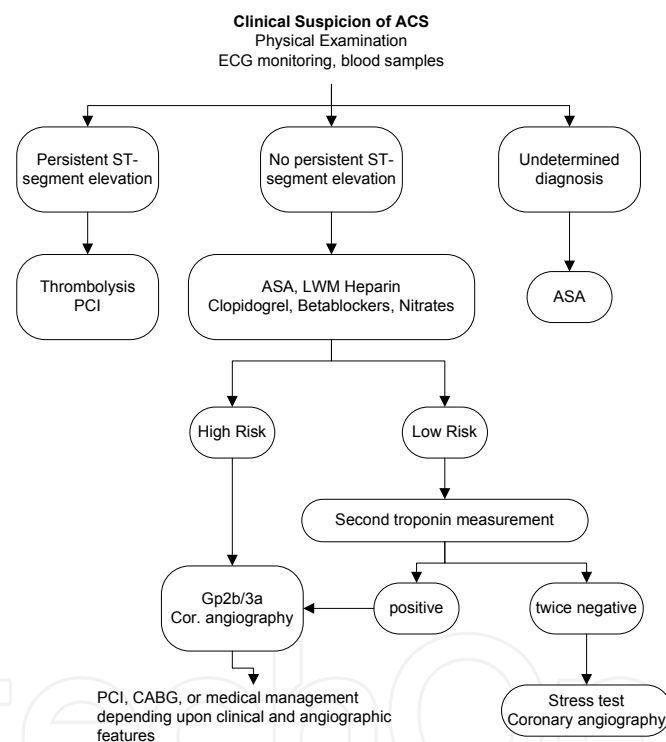 Clinical Suspicion of ACS
Physical Examination
ECG monitoring, blood samples
Persistent ST-
segment elevation
No persistent ST-
segment elevation
Undetermined
diagnosis
Thrombolysis
PCI
ASA, LWM Heparin
Clopidogrel, Betablockers, Nitrates
ASA
High Risk
Low Risk
Second troponin measurement
Gp2b/3a
Cor. angiography
positive
twice negative
PCI, CABG, or medical management
depending upon clinical and angiographic
features
Stress test
Coronary angiography